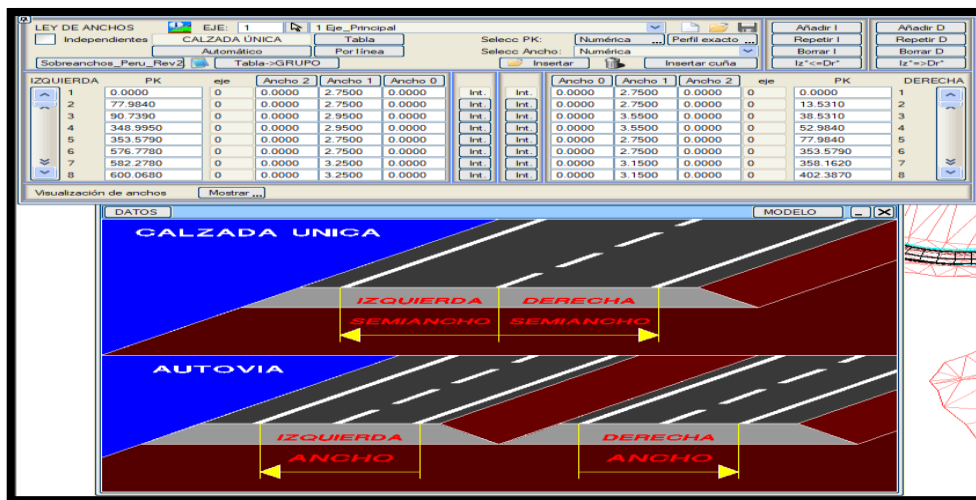 LEY DE ANCHOS EJE: 1 1 Eje_Principal Añadir I Añadir D
Independientes CALZADA ÚNICA Tabla Selecc PK: Numérica ... Perfil exacto ... Repetir I Repetir D
Automático Por línea Selecc Ancho: Numérica Borrar I Borrar D
Sobreanchos_Peru_Rev2 Tabla->GRUPO Insertar Insertar cuña Iz"<=Dr" Iz"=>Dr"
IZQUIERDA PK eje Ancho 2 Ancho 1 Ancho 0 Ancho 0 Ancho 1 Ancho 2 eje PK DERECHA
1 0.0000 0 0.0000 2.7500 0.0000 Int. Int. 0.0000 2.7500 0.0000 0 0.0000 1
2 77.9840 0 0.0000 2.7500 0.0000 Int. Int. 0.0000 2.7500 0.0000 0 13.5310 2
3 90.7390 0 0.0000 2.9500 0.0000 Int. Int. 0.0000 3.5500 0.0000 0 38.5310 3
4 348.9950 0 0.0000 2.9500 0.0000 Int. Int. 0.0000 3.5500 0.0000 0 52.9840 4
5 353.5790 0 0.0000 2.7500 0.0000 Int. Int. 0.0000 2.7500 0.0000 0 77.9840 5
6 576.7780 0 0.0000 2.7500 0.0000 Int. Int. 0.0000 2.7500 0.0000 0 353.5790 6
7 582.2780 0 0.0000 3.2500 0.0000 Int. Int. 0.0000 3.1500 0.0000 0 358.1620 7
8 600.0680 0 0.0000 3.2500 0.0000 Int. Int. 0.0000 3.1500 0.0000 0 402.3870 8
Visualización de anchos Mostrar ...
DATOS MODELO
CALZADA UNICA
IZQUIERDA DERECHA
SEMIANCHO SEMIANCHO
AUTOVIA
IZQUIERDA DERECHA
ANCHO ANCHO